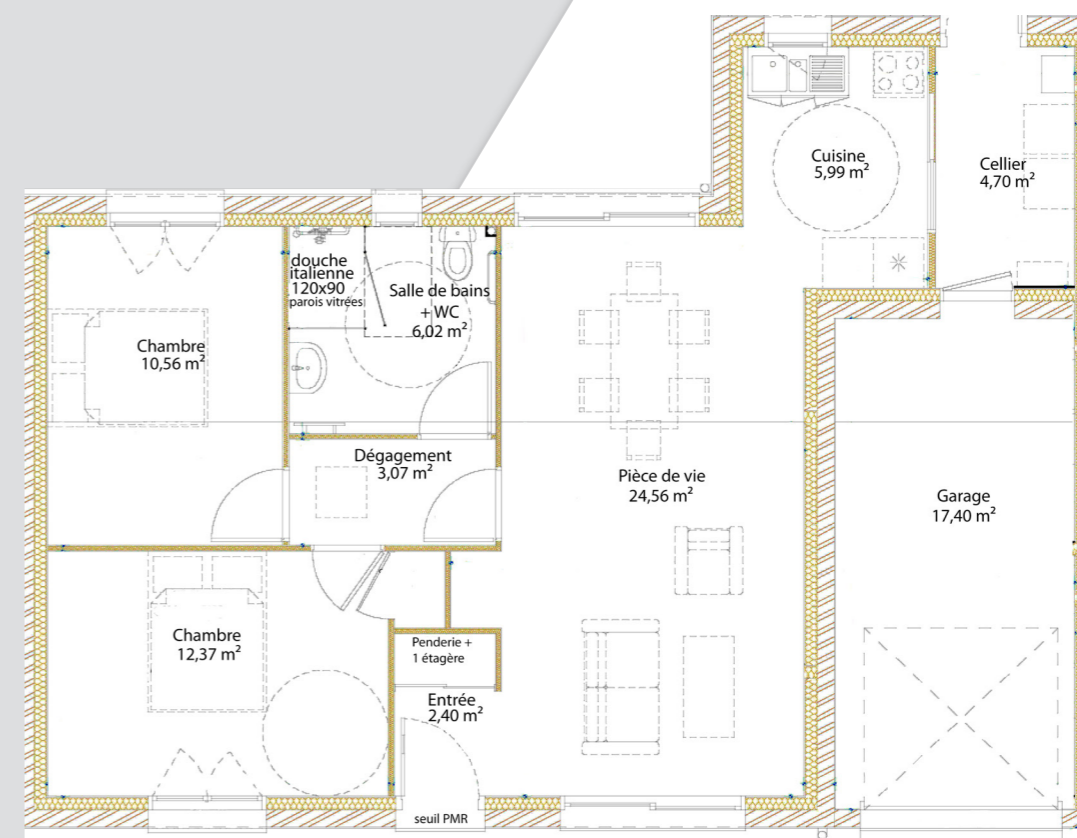 Cuisine
5,99 m²
Cellier
4,70 m²
douche
italienne
120x90
parois vitrées
Salle de bains
+ WC
6,02 m²
Chambre
10,56 m²
Dégagement
3,07 m²
Pièce de vie
24,56 m²
Garage
17,40 m²
Chambre
12,37 m²
Penderie +
1 étagère
Entrée
2,40 m²
seuil PMR